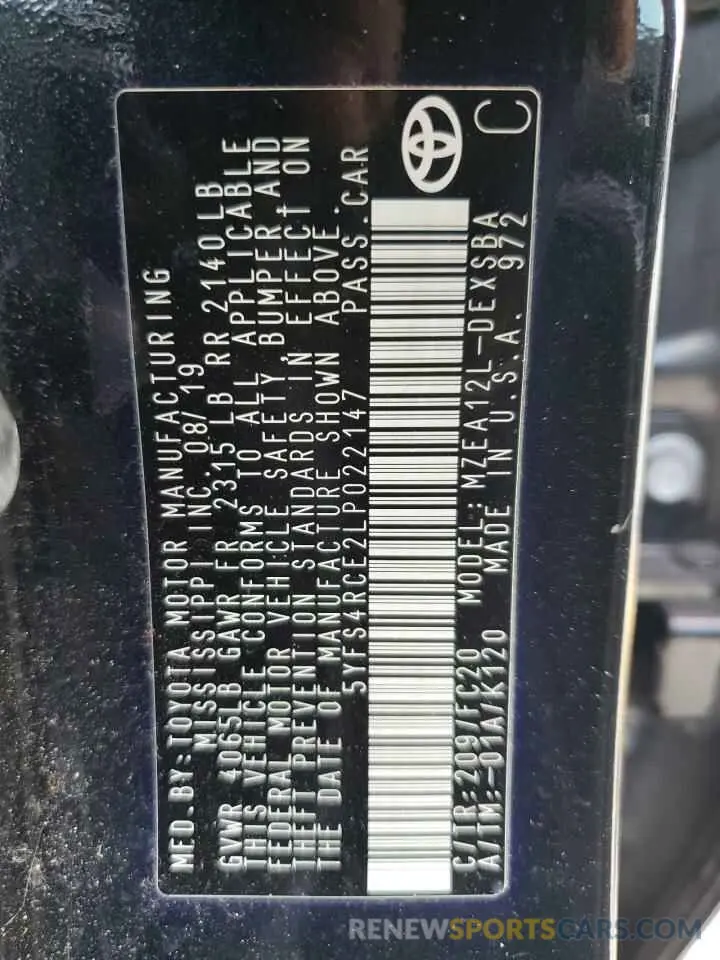 MFD.BY:TOYOTA MOTOR MANUFACTURING
MISSISSIPPI INC. 08/19
GVWR 4065LB GAWR FR 2315 LB RR 2140LB
THIS VEHICLE CONFORMS TO ALL APPLICABLE
FEDERAL MOTOR VEHICLE SAFETY,BUMPER,AND
THEFT PREVENTION STANDARDS IN EFFECT ON
THE DATE OF MANUFACTURE SHOWN ABOVE.
5YFS4RCE2LP022147 PASS.CAR
C/TR:209/FC20 MODEL:MZEA12L-DEXSBA
A/TM:-01A/K120 MADE IN U.S.A. 972
C
RENEWSPORTSCARS.COM